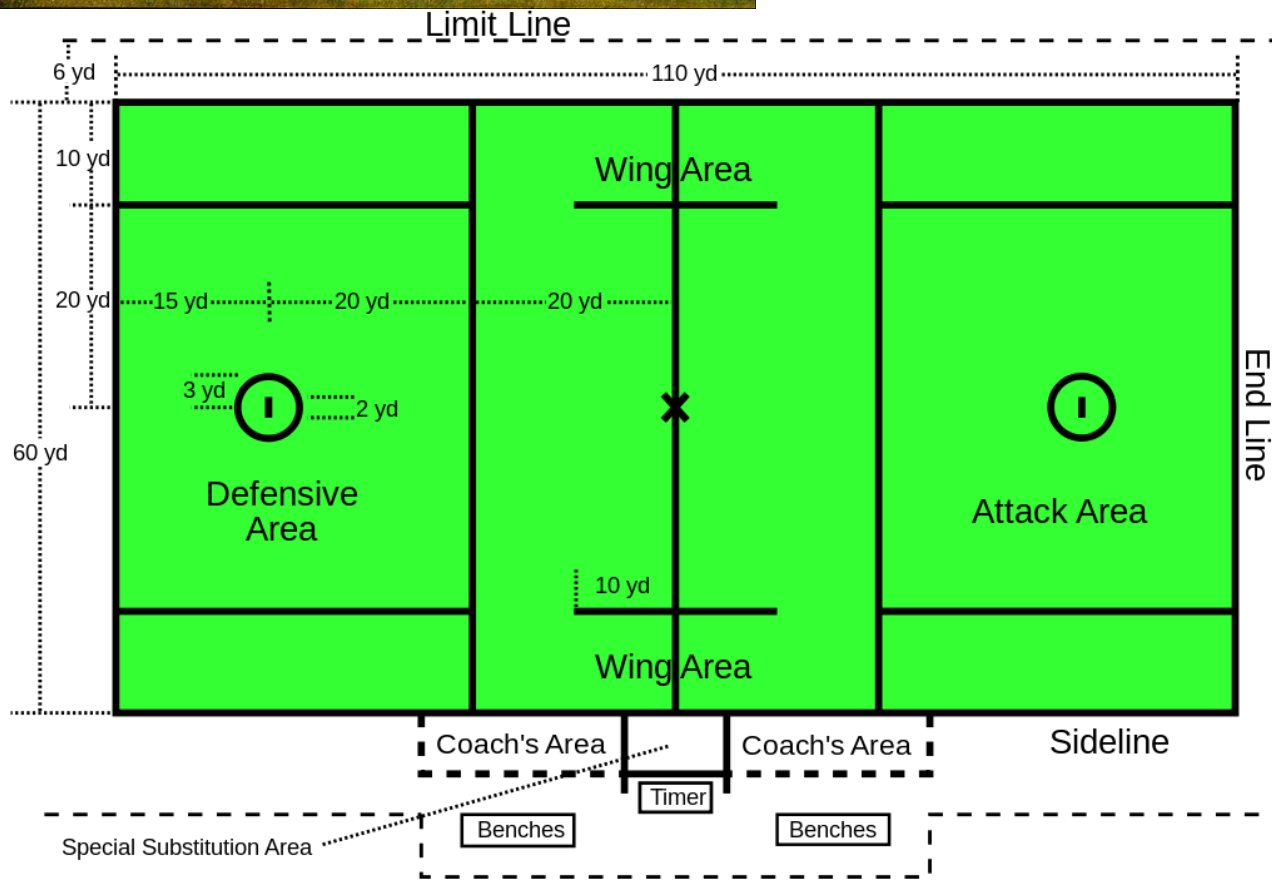 Limit Line
6 yd
110 yd
10 yd
Wing Area
20 yd
15 yd
20 yd
20 yd
3 yd
2 yd
End Line
60 yd
Defensive
Area
Attack Area
10 yd
Wing Area
Coach's Area
Coach's Area
Sideline
Timer
Benches
Benches
Special Substitution Area